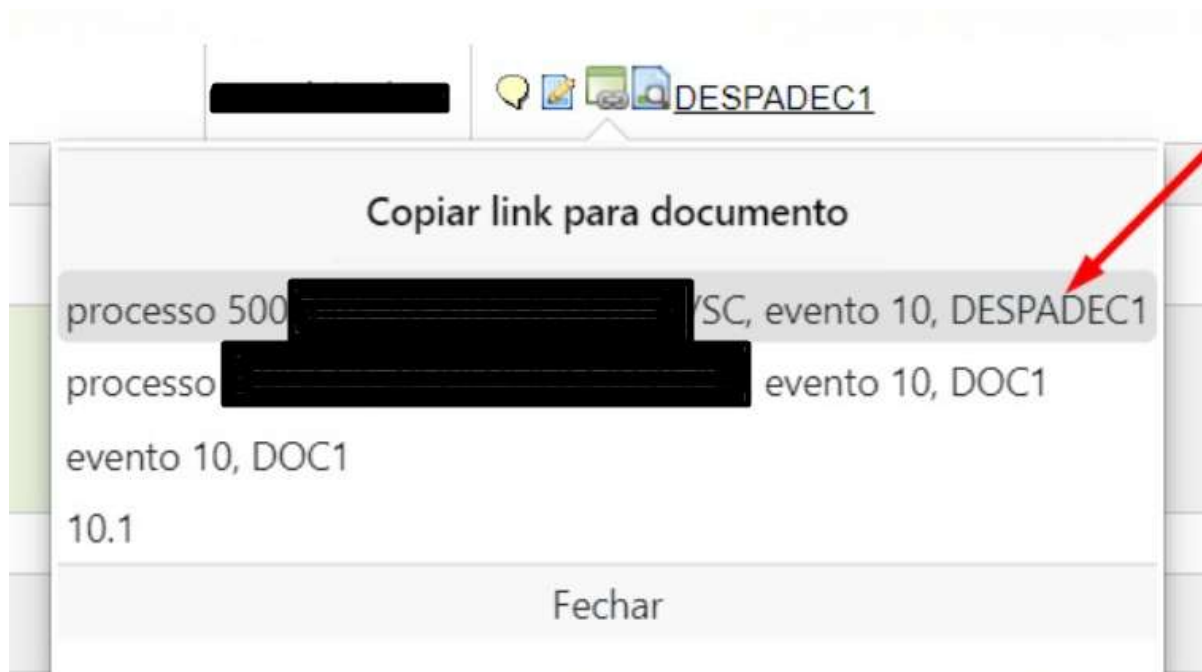 DESPADEC1
Copiar link para documento
processo 500 /SC, evento 10, DESPADEC1
processo evento 10, DOC1
evento 10, DOC1
10.1
Fechar